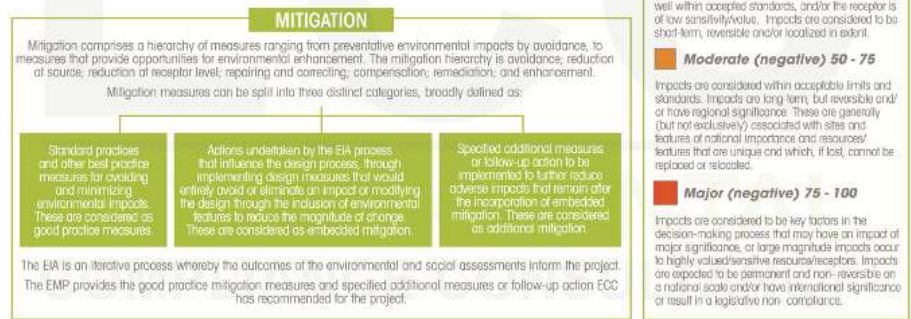 MITIGATION
Mitigation comprises a hierarchy of measures ranging from preventative environmental impacts by avoidance, to
measures that provide opportunities for environmental enhancement. The mitigation hierarchy is avoidance; reduction
at source; reduction at receptor level; repairing and correcting; compensation; remediation; and enhancement.
Mitigation measures can be split into three distinct categories, broadly defined as:
Standard practices
and other best practice
measures for avoiding
and minimizing
environmental impacts.
These are considered as
good practice measures.
Actions undertaken by the EIA process
that influence the design process, through
implementing design measures that would
entirely avoid or eliminate an impact or modifying
the design through the inclusion of environmental
features to reduce the magnitude of change.
These are considered as embedded mitigation.
Specified additional measures
or follow-up action to be
implemented to further reduce
adverse impacts that remain after
the incorporation of embedded
mitigation. These are considered
as additional mitigation.
The EIA is an iterative process whereby the outcomes of the environmental and social assessments inform the project.
The EMP provides the good practice mitigation measures and specified additional measures or follow-up action ECC
has recommended for the project.
well within accepted standards, and/or the receptor is
of low sensitivity/value. Impacts are considered to be
short-term, reversible and/or localized in extent.
Moderate (negative) 50 - 75
Impacts are considered within acceptable limits and
standards. Impacts are long-term, but reversible and/
or have regional significance. These are generally
(but not exclusively) associated with sites and
features of national importance and resources/
features that are unique and which, if lost, cannot be
replaced or relocated.
Major (negative) 75 - 100
Impacts are considered to be key factors in the
decision-making process that may have an impact of
major significance, or large magnitude impacts occur
to highly valued/sensitive resource/receptors. Impacts
are expected to be permanent and non- reversible on
a national scale and/or have international significance
or result in a legislative non- compliance.